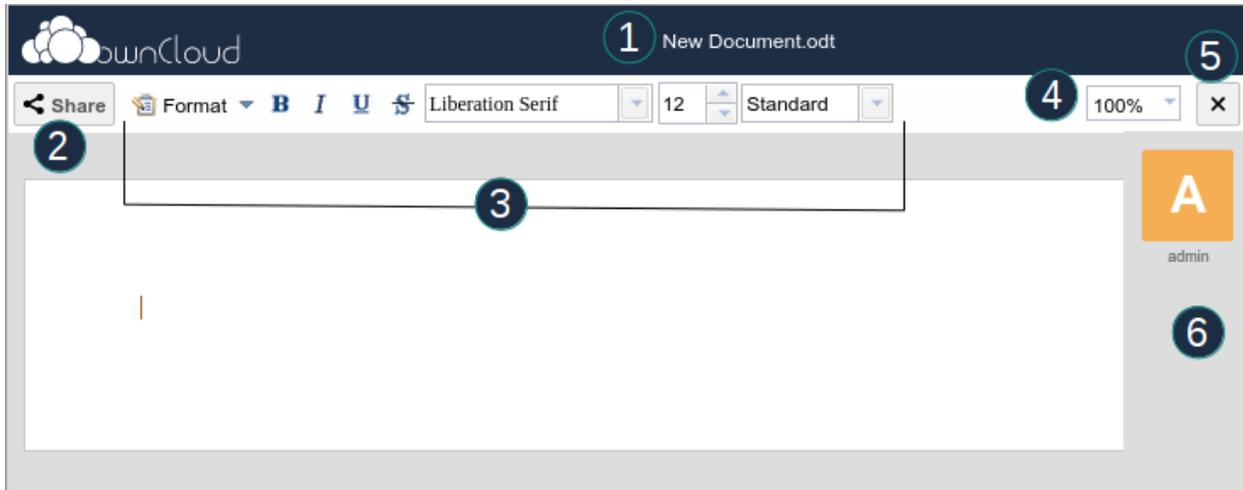 ownCloud
1 New Document.odt
5
Share Format B I U S Liberation Serif 12 Standard 4 100% ×
2
3
A
admin
6